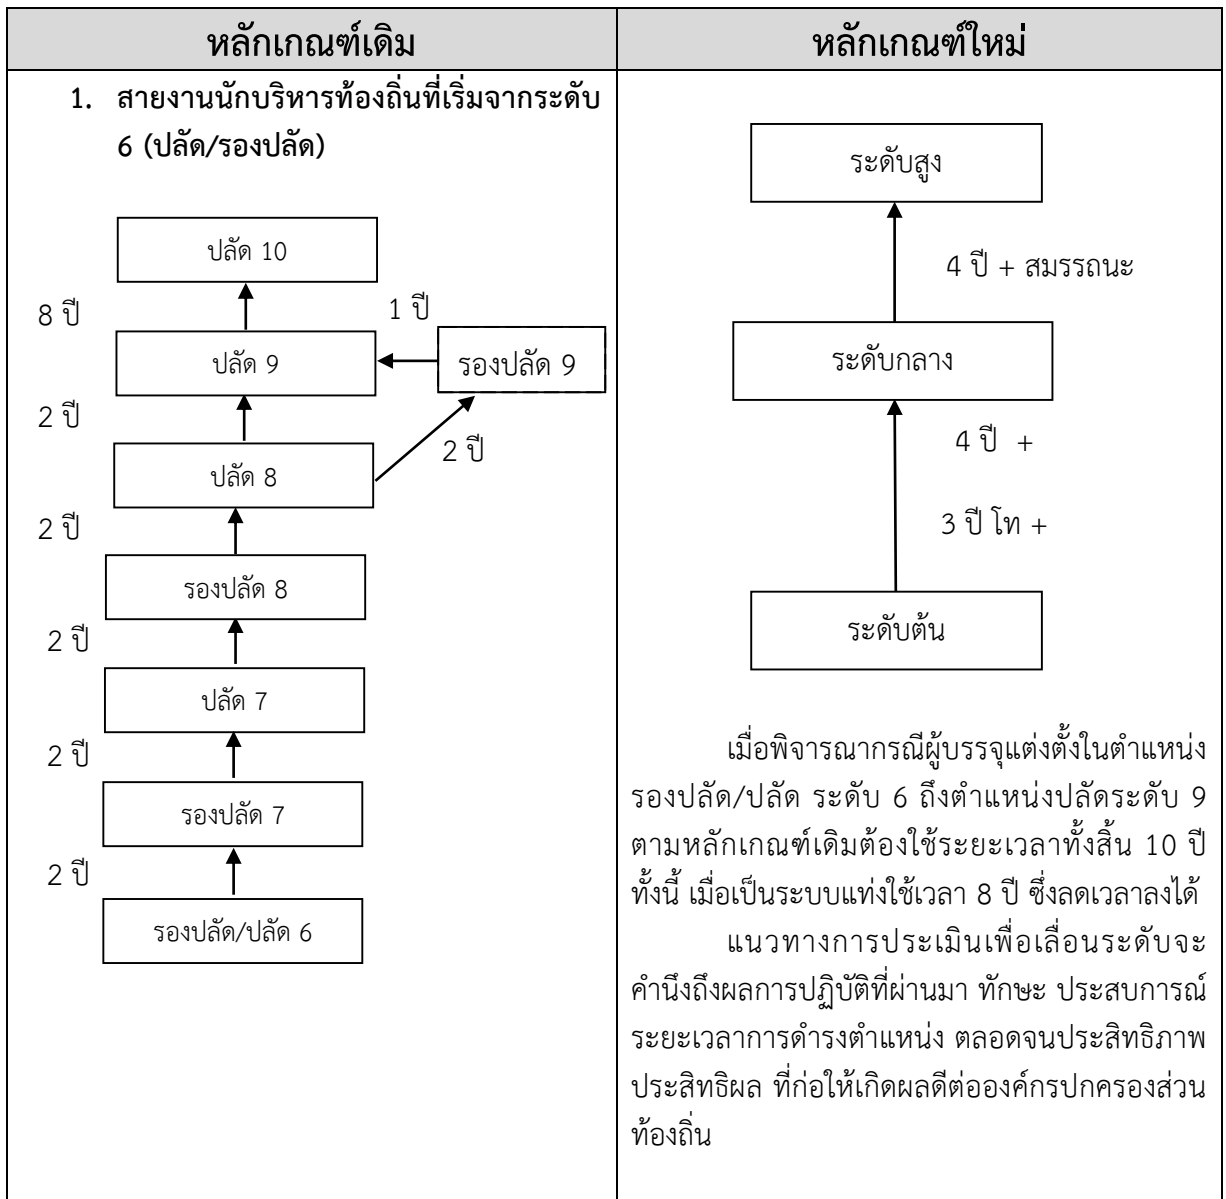 หลักเกณฑ์เดิม
หลักเกณฑ์ใหม่
1. สายงานนักบริหารท้องถิ่นที่เริ่มจากระดับ
6 (ปลัด/รองปลัด)
ปลัด 10
8 ปี
1 ปี
ปลัด 9
รองปลัด 9
2 ปี
2 ปี
ปลัด 8
2 ปี
รองปลัด 8
2 ปี
ปลัด 7
2 ปี
รองปลัด 7
2 ปี
รองปลัด/ปลัด 6
ระดับสูง
4 ปี + สมรรถนะ
ระดับกลาง
4 ปี +
3 ปี โท +
ระดับต้น
เมื่อพิจารณากรณีผู้บรรจุแต่งตั้งในตำแหน่ง
รองปลัด/ปลัด ระดับ 6 ถึงตำแหน่งปลัดระดับ 9
ตามหลักเกณฑ์เดิมต้องใช้ระยะเวลาทั้งสิ้น 10 ปี
ทั้งนี้ เมื่อเป็นระบบแท่งใช้เวลา 8 ปี ซึ่งลดเวลาลงได้
แนวทางการประเมินเพื่อเลื่อนระดับจะ
คำนึงถึงผลการปฏิบัติที่ผ่านมา ทักษะ ประสบการณ์
ระยะเวลาการดำรงตำแหน่ง ตลอดจนประสิทธิภาพ
ประสิทธิผล ที่ก่อให้เกิดผลดีต่อองค์กรปกครองส่วน
ท้องถิ่น